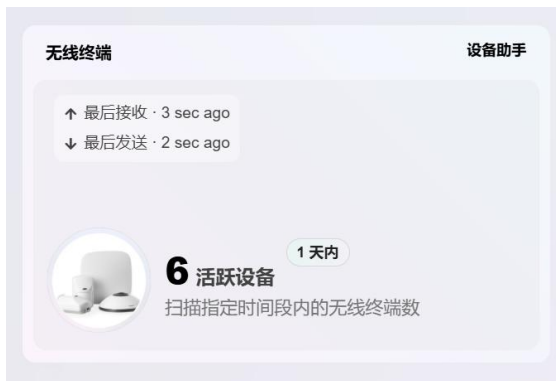 无线终端
设备助手
↑ 最后接收 · 3 sec ago
↓ 最后发送 · 2 sec ago
1 天内
6 活跃设备
扫描指定时间段内的无线终端数